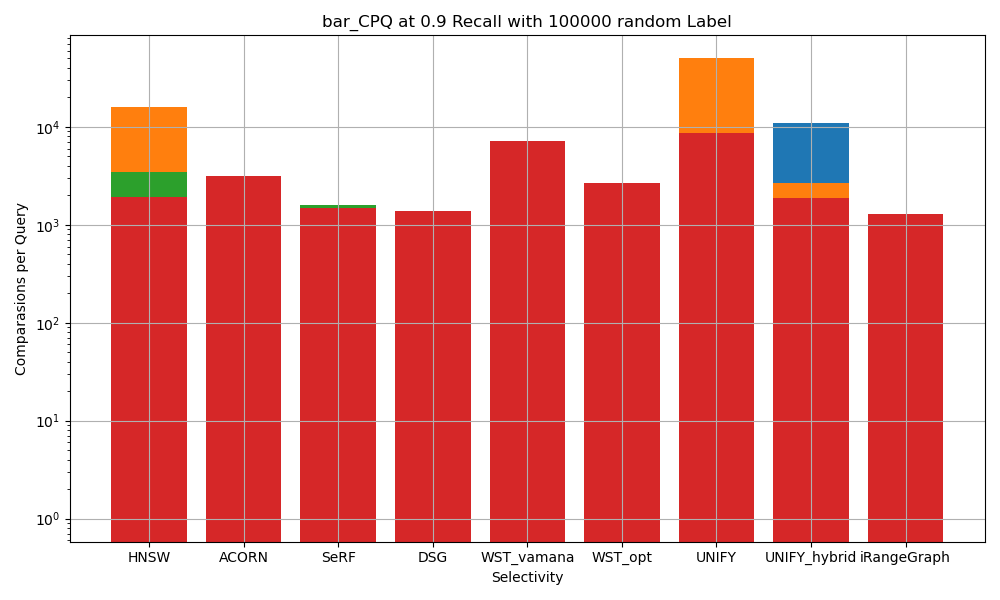 bar_CPQ at 0.9 Recall with 100000 random Label
Comparasions per Query
10^4
10^3
10^2
10^1
10^0
HNSW ACORN SeRF DSG WST_vamana WST_opt UNIFY UNIFY_hybrid iRangeGraph
Selectivity